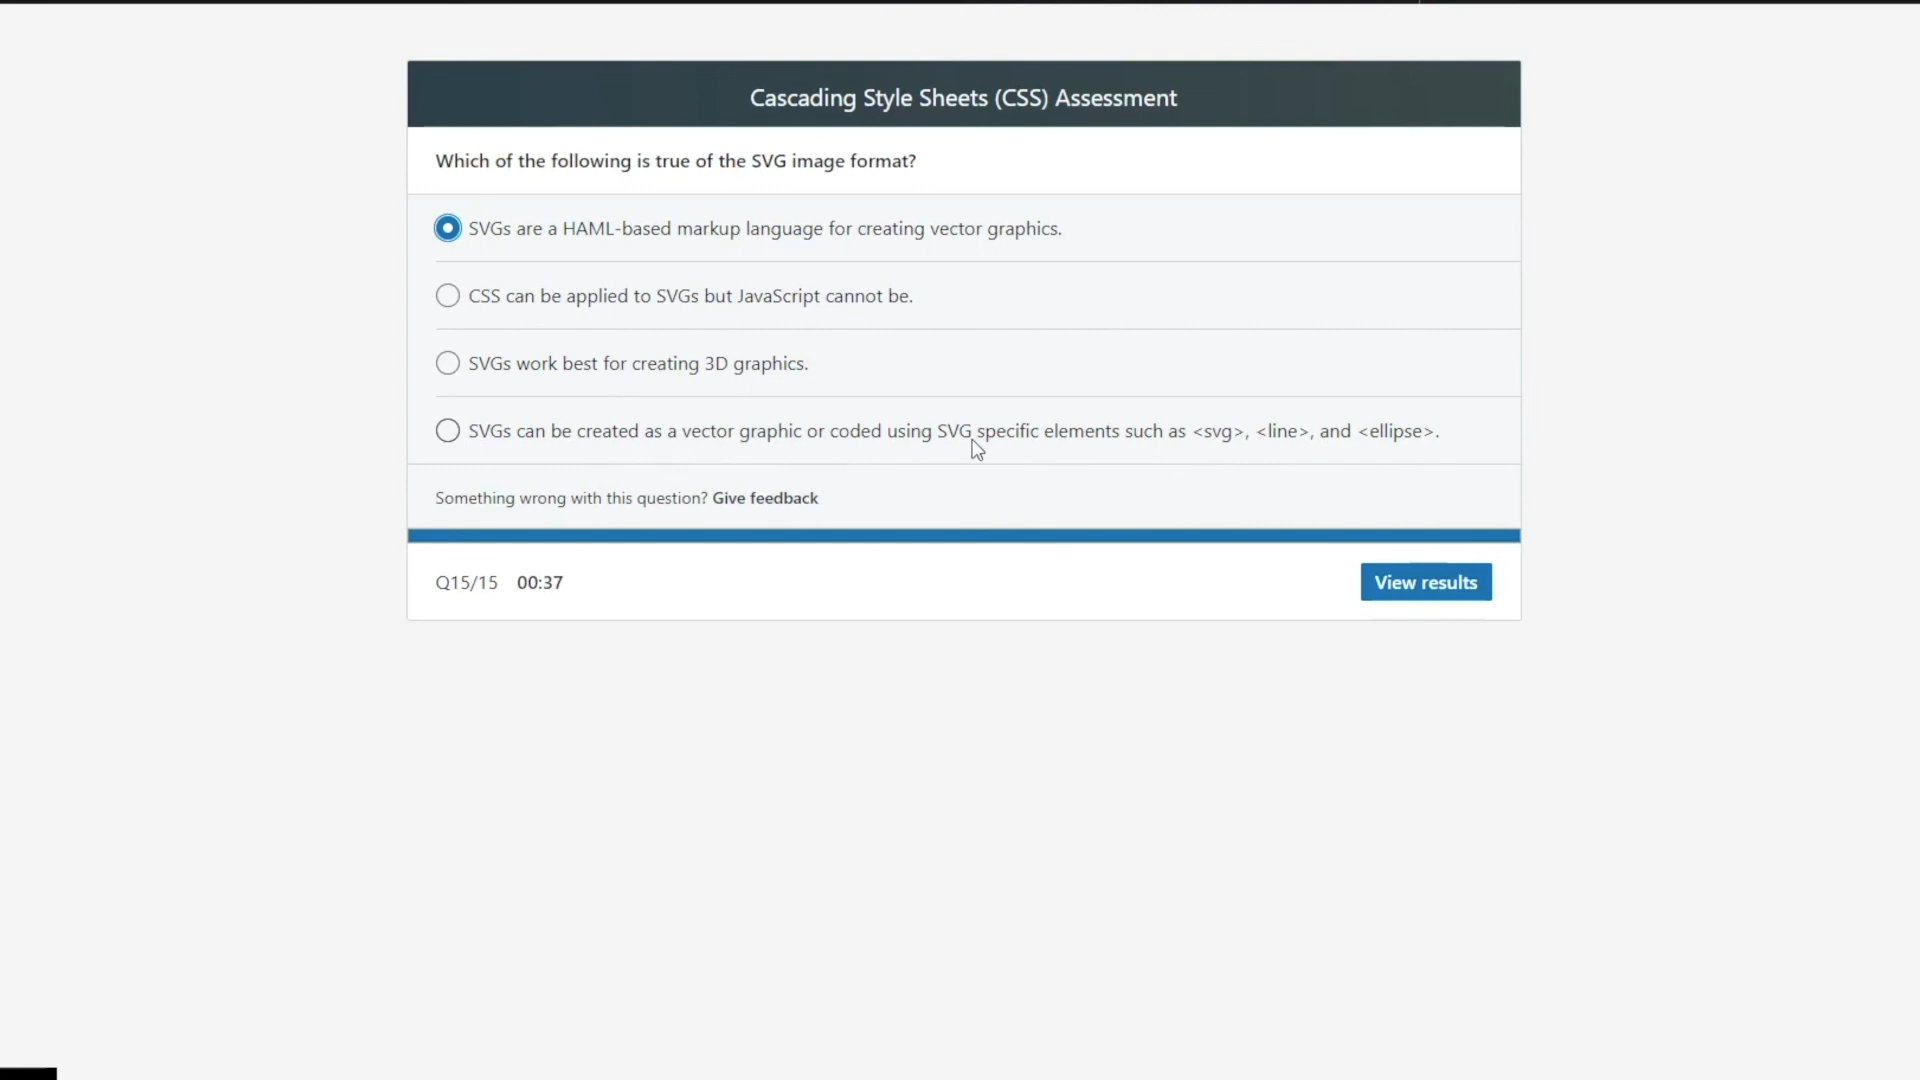 Cascading Style Sheets (CSS) Assessment
Which of the following is true of the SVG image format?
SVGs are a HAML-based markup language for creating vector graphics.
CSS can be applied to SVGs but JavaScript cannot be.
SVGs work best for creating 3D graphics.
SVGs can be created as a vector graphic or coded using SVG specific elements such as <svg>, <line>, and <ellipse>.
Something wrong with this question? Give feedback
Q15/15 00:37
View results